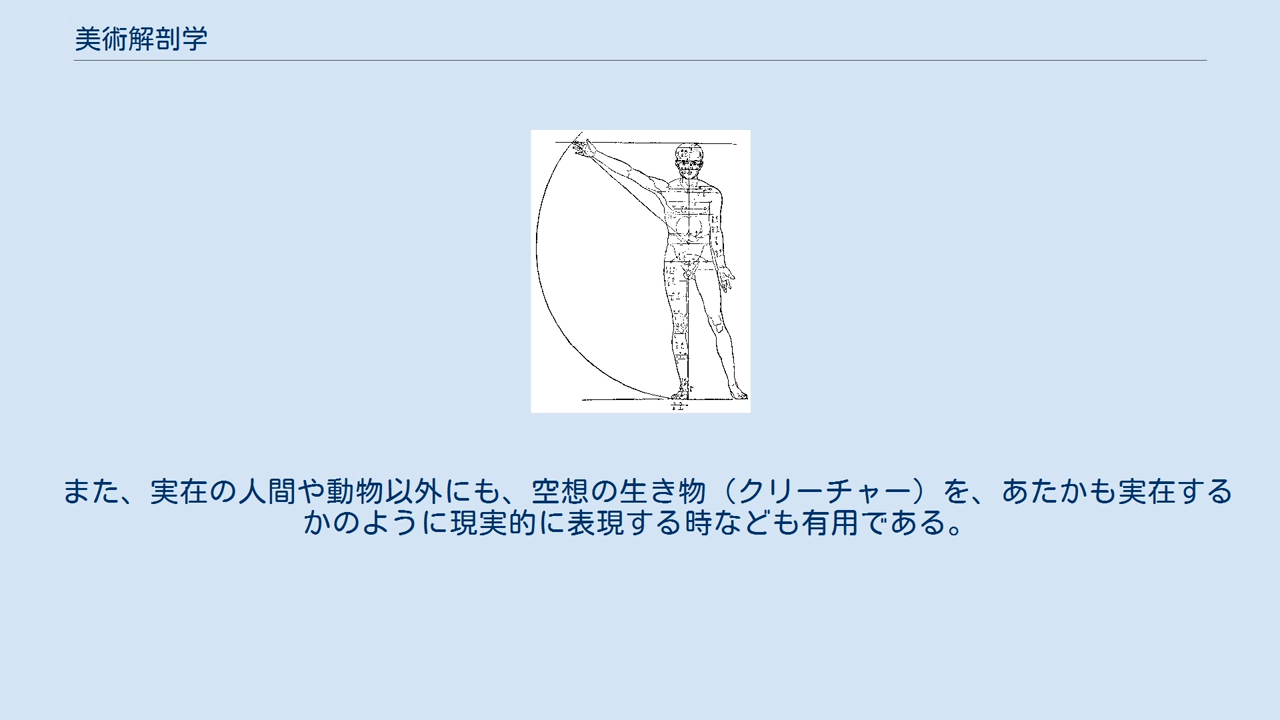 美術解剖学
また、実在の人間や動物以外にも、空想の生き物（クリーチャー）を、あたかも実在する
かのように現実的に表現する時なども有用である。